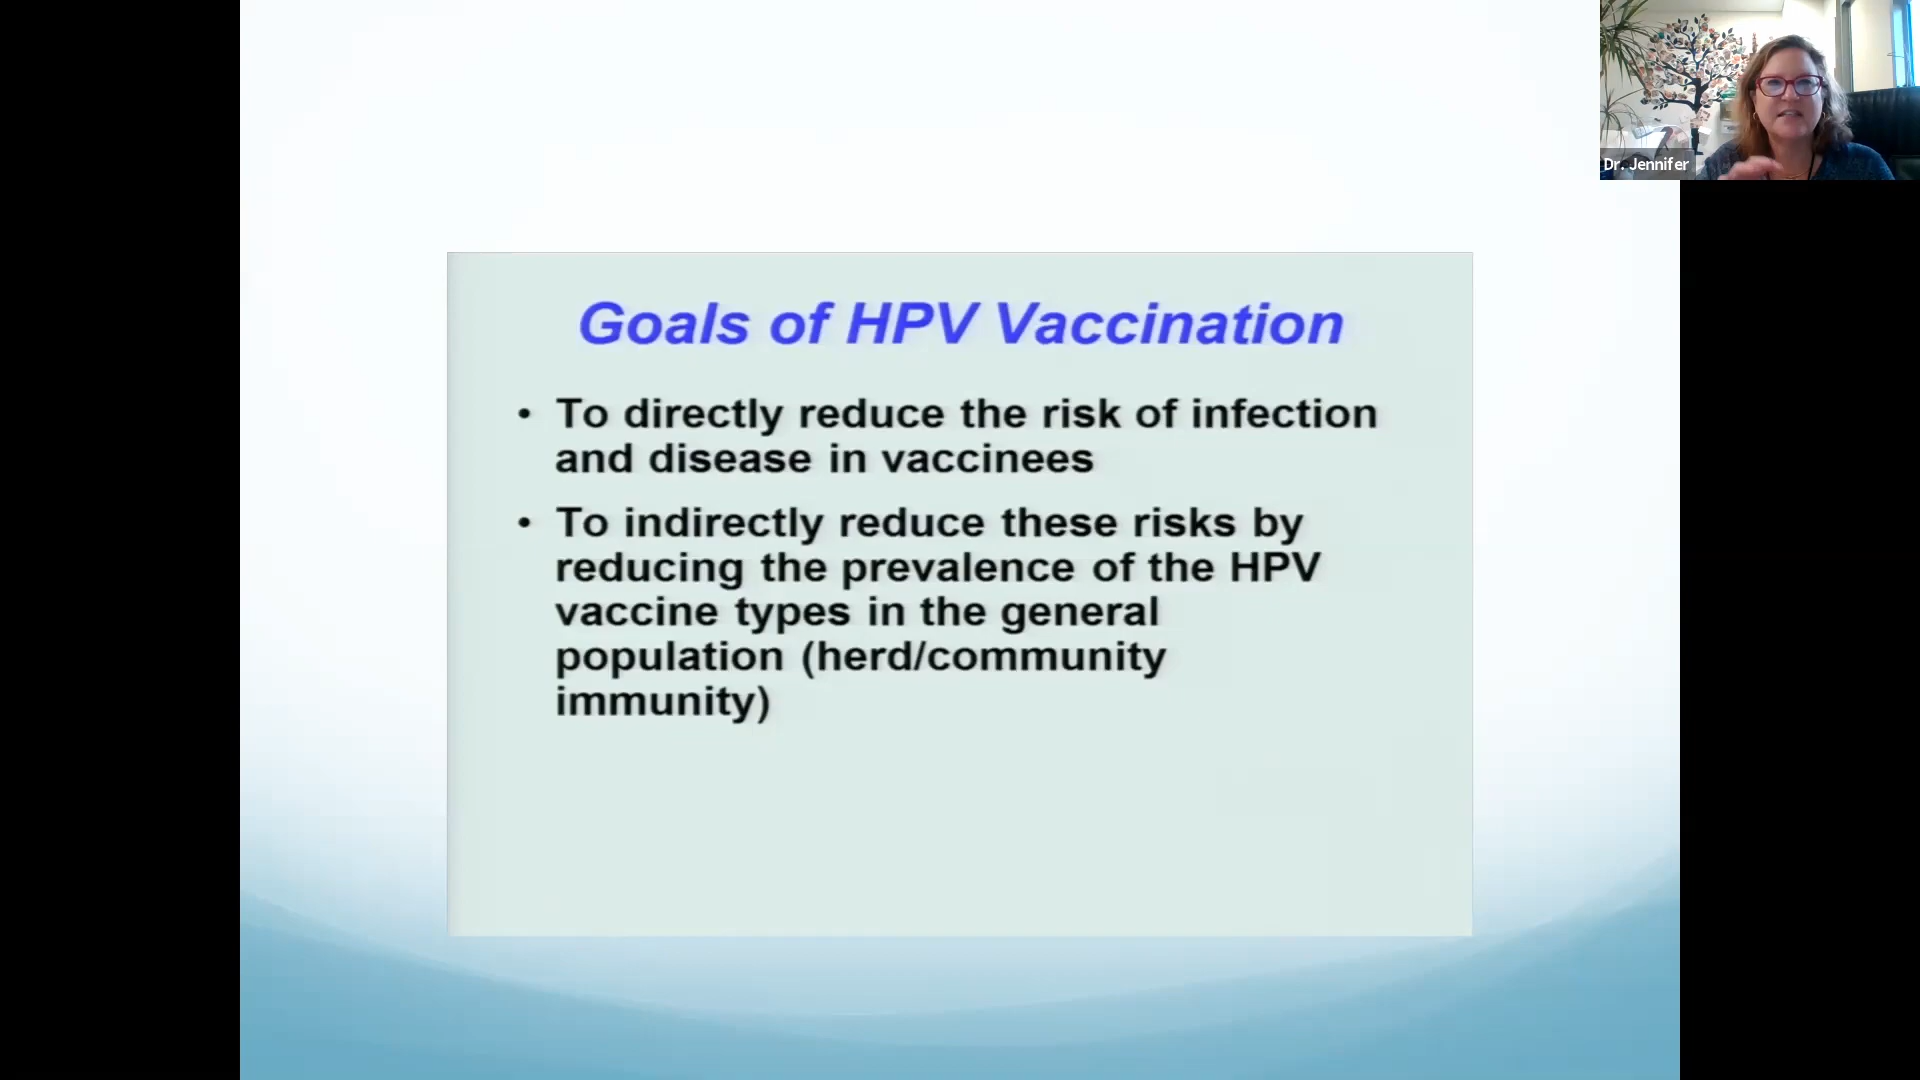 Dr. Jennifer
Goals of HPV Vaccination
• To directly reduce the risk of infection
and disease in vaccinees
• To indirectly reduce these risks by
reducing the prevalence of the HPV
vaccine types in the general
population (herd/community
immunity)